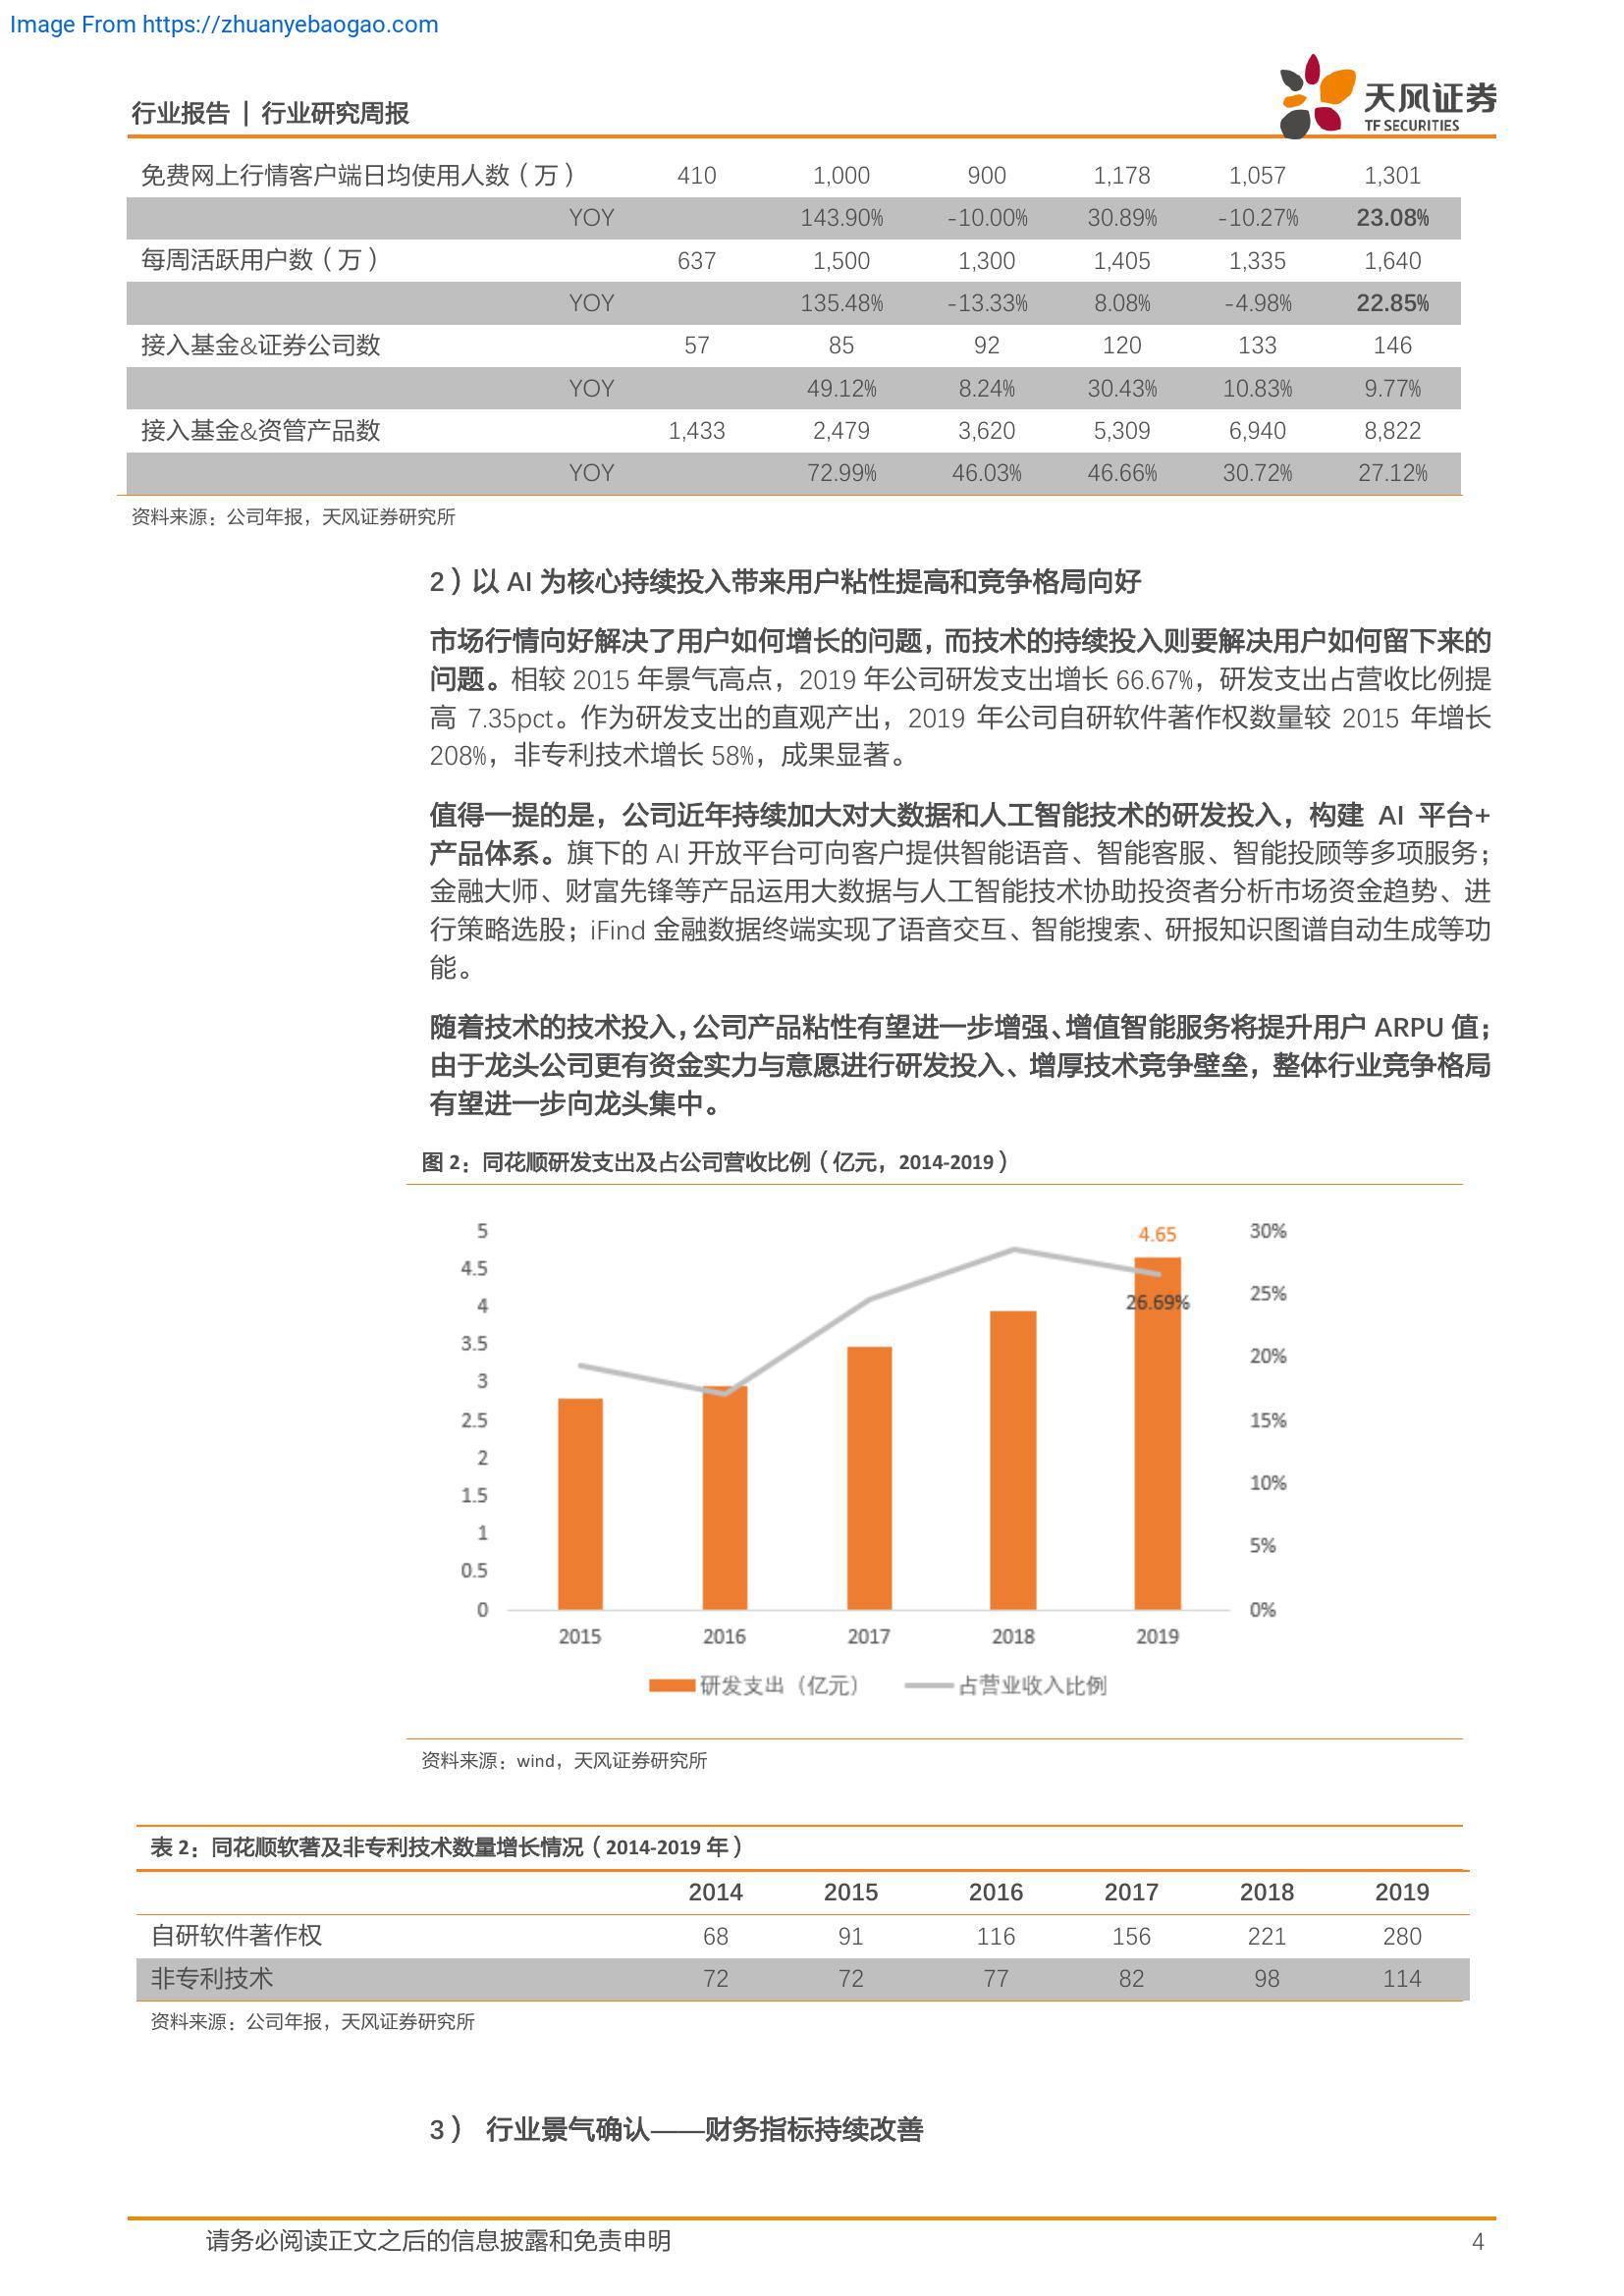 Image From https://zhuanyebaogao.com
行业报告 | 行业研究周报
天风证券
TF SECURITIES
免费网上行情客户端日均使用人数（万） 410 1,000 900 1,178 1,057 1,301
YOY 143.90% -10.00% 30.89% -10.27% 23.08%
每周活跃用户数（万） 637 1,500 1,300 1,405 1,335 1,640
YOY 135.48% -13.33% 8.08% -4.98% 22.85%
接入基金&证券公司数 57 85 92 120 133 146
YOY 49.12% 8.24% 30.43% 10.83% 9.77%
接入基金&资管产品数 1,433 2,479 3,620 5,309 6,940 8,822
YOY 72.99% 46.03% 46.66% 30.72% 27.12%
资料来源：公司年报，天风证券研究所
2）以 AI 为核心持续投入带来用户粘性提高和竞争格局向好
市场行情向好解决了用户如何增长的问题，而技术的持续投入则要解决用户如何留下来的
问题。相较 2015 年景气高点，2019 年公司研发支出增长 66.67%，研发支出占营收比例提
高 7.35pct。作为研发支出的直观产出，2019 年公司自研软件著作权数量较 2015 年增长
208%，非专利技术增长 58%，成果显著。
值得一提的是，公司近年持续加大对大数据和人工智能技术的研发投入，构建 AI 平台+
产品体系。旗下的 AI 开放平台可向客户提供智能语音、智能客服、智能投顾等多项服务；
金融大师、财富先锋等产品运用大数据与人工智能技术协助投资者分析市场资金趋势、进
行策略选股；iFind 金融数据终端实现了语音交互、智能搜索、研报知识图谱自动生成等功
能。
随着技术的技术投入，公司产品粘性有望进一步增强、增值智能服务将提升用户 ARPU 值；
由于龙头公司更有资金实力与意愿进行研发投入、增厚技术竞争壁垒，整体行业竞争格局
有望进一步向龙头集中。
图 2：同花顺研发支出及占公司营收比例（亿元，2014-2019）
5 4.65 30%
4.5
4 26.69% 25%
3.5
3 20%
2.5 15%
2
1.5 10%
1
0.5 5%
0 0%
2015 2016 2017 2018 2019
研发支出（亿元） 占营业收入比例
资料来源：wind，天风证券研究所
表 2：同花顺软著及非专利技术数量增长情况（2014-2019 年）
2014 2015 2016 2017 2018 2019
自研软件著作权 68 91 116 156 221 280
非专利技术 72 72 77 82 98 114
资料来源：公司年报，天风证券研究所
3） 行业景气确认——财务指标持续改善
请务必阅读正文之后的信息披露和免责申明 4